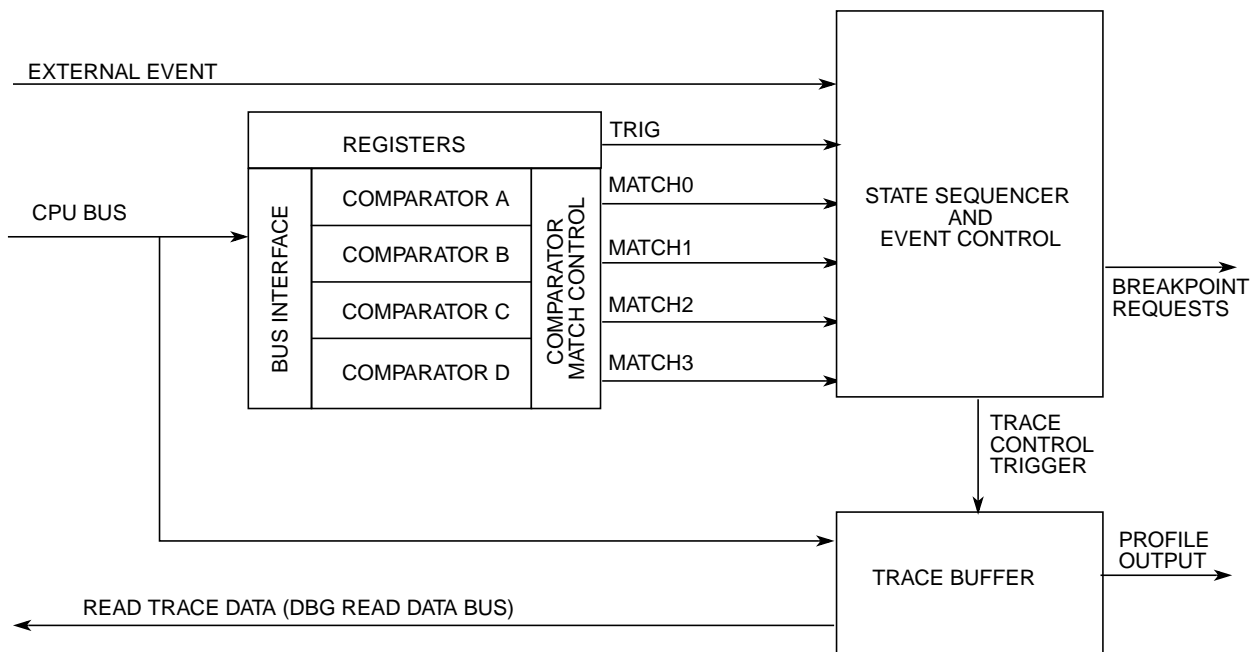 EXTERNAL EVENT
REGISTERS
TRIG
CPU BUS
BUS INTERFACE
COMPARATOR A
COMPARATOR B
COMPARATOR C
COMPARATOR D
COMPARATOR
MATCH CONTROL
MATCH0
MATCH1
MATCH2
MATCH3
STATE SEQUENCER
AND
EVENT CONTROL
BREAKPOINT
REQUESTS
TRACE
CONTROL
TRIGGER
TRACE BUFFER
PROFILE
OUTPUT
READ TRACE DATA (DBG READ DATA BUS)